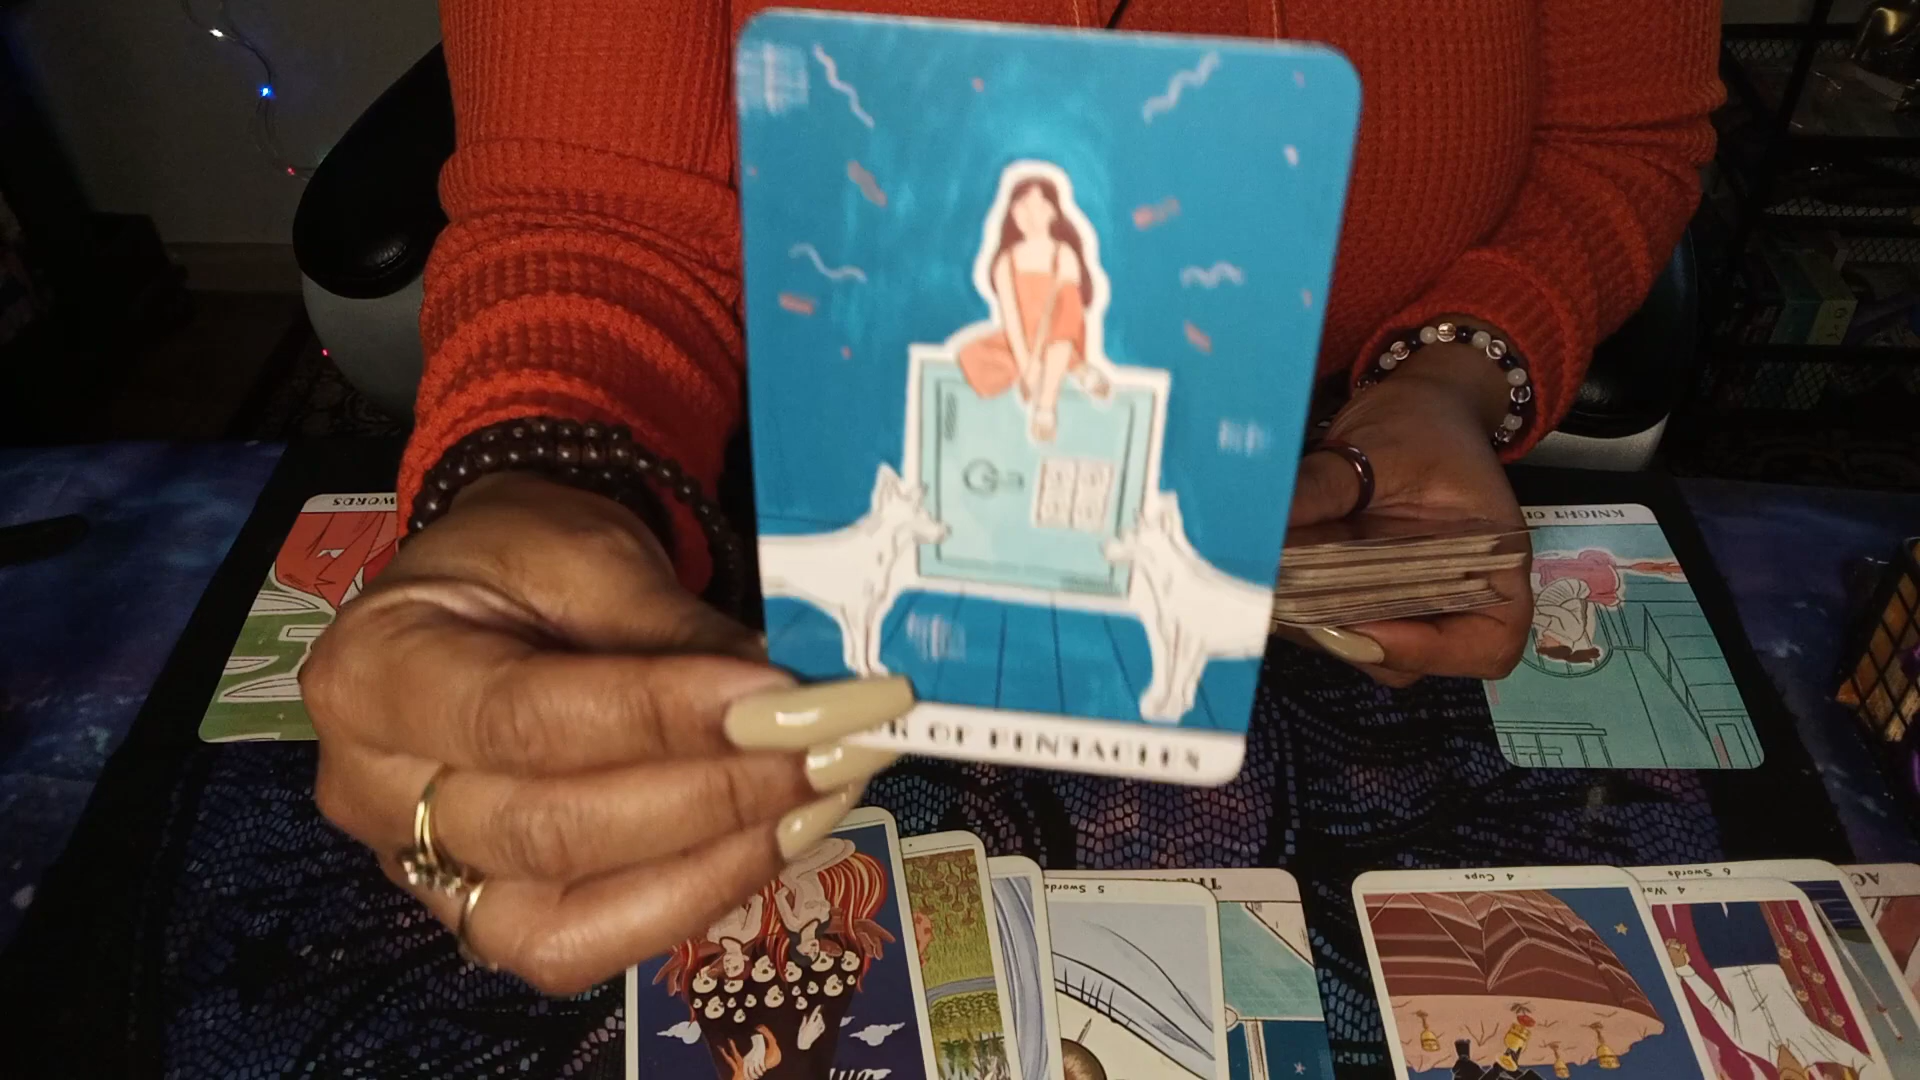 R OF PENTACLES
WORDS
KNIGHT OF
5 Swords
4 Cups
6 Swords